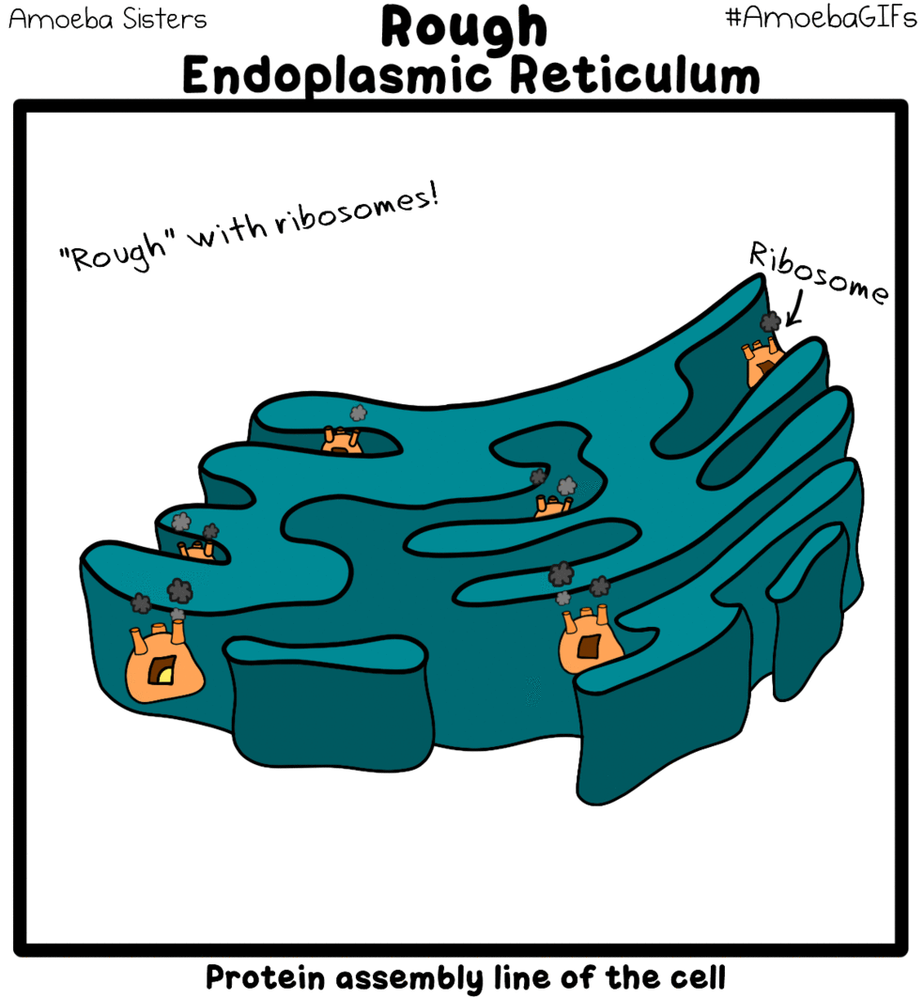 Amoeba Sisters
#AmoebaGIFs
Rough
Endoplasmic Reticulum
"Rough" with ribosomes!
Ribosome
Protein assembly line of the cell